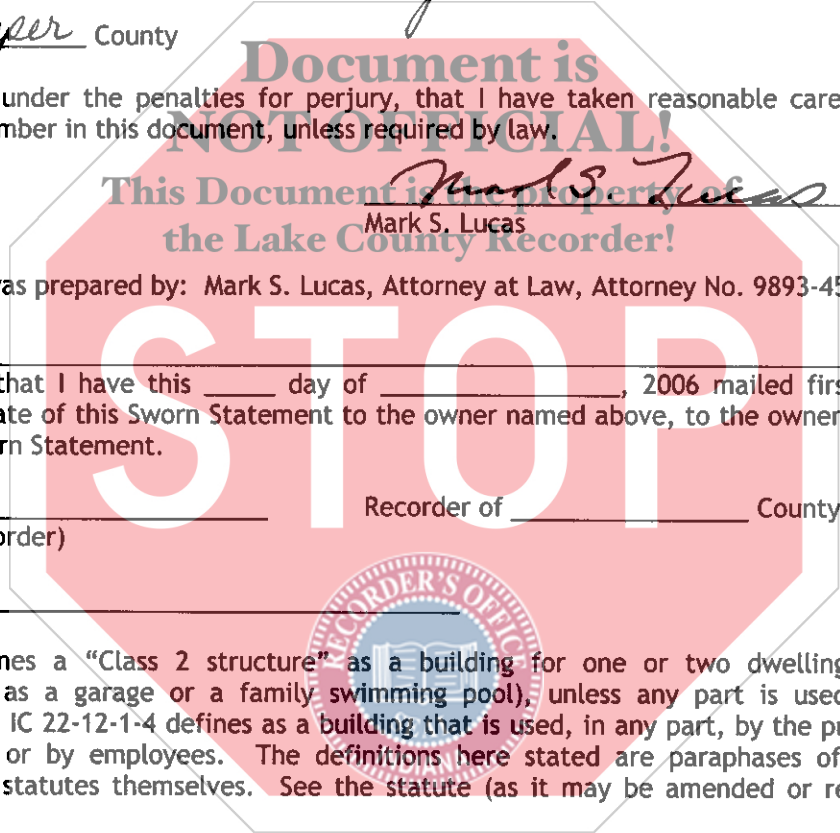 County
Document is
under the penalties for perjury, that I have taken reasonable care
mber in this document, unless required by law.
NOT OFFICIAL!
Mark S. Lucas
This Document is the property of
Mark S. Lucas
the Lake County Recorder!
as prepared by: Mark S. Lucas, Attorney at Law, Attorney No. 9893-45
STOP
that I have this _____ day of _________________, 2006 mailed firs
ate of this Sworn Statement to the owner named above, to the owner
rn Statement.
Recorder of _________________ County
order)
RECORDER'S OFFICE
nes a “Class 2 structure” as a building for one or two dwelling
as a garage or a family swimming pool), unless any part is used
IC 22-12-1-4 defines as a building that is used, in any part, by the pu
or by employees. The definitions here stated are paraphases of
statutes themselves. See the statute (as it may be amended or re